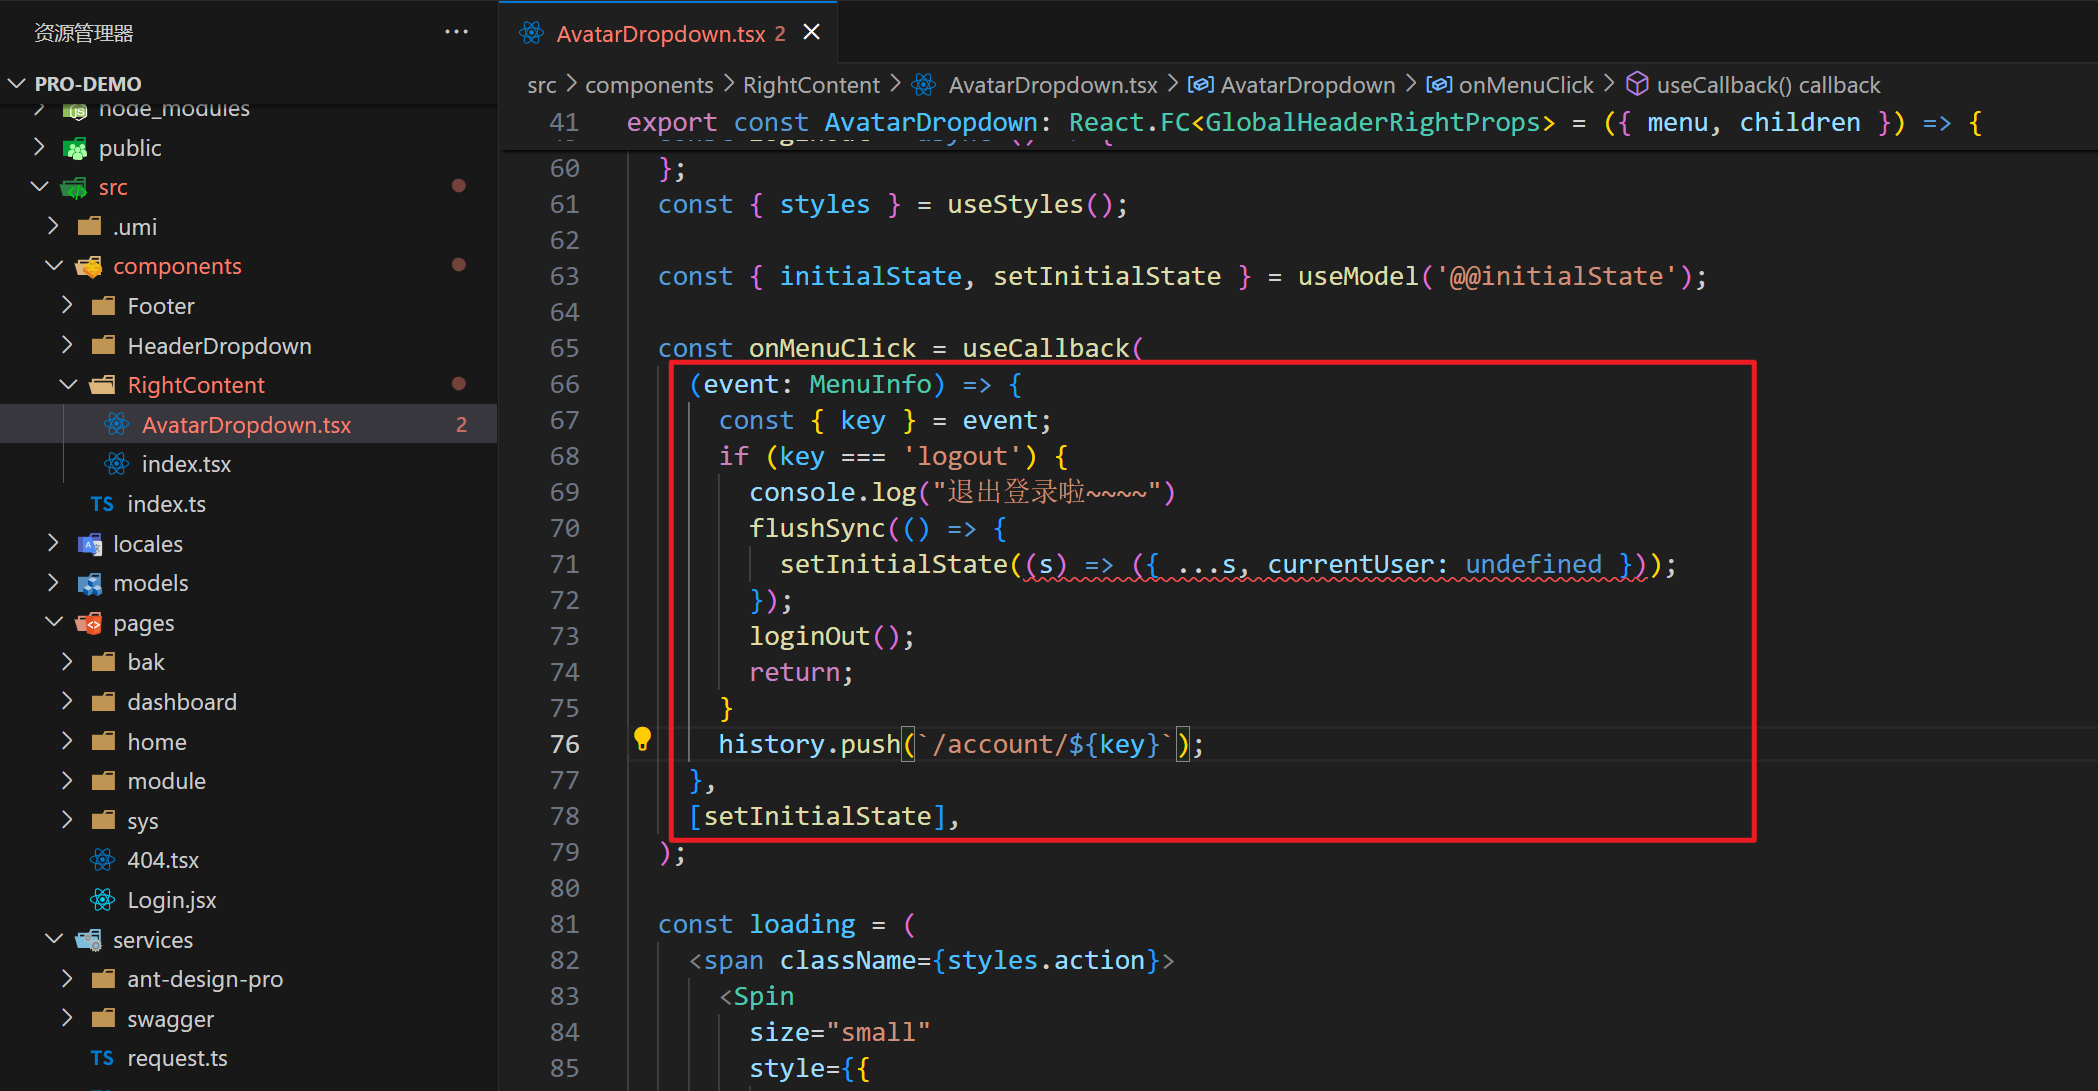 资源管理器
PRO-DEMO
node_modules
public
src
.umi
components
Footer
HeaderDropdown
RightContent
AvatarDropdown.tsx 2
index.tsx
TS index.ts
locales
models
pages
bak
dashboard
home
module
sys
404.tsx
Login.jsx
services
ant-design-pro
swagger
TS request.ts
AvatarDropdown.tsx 2
src > components > RightContent > AvatarDropdown.tsx > AvatarDropdown > onMenuClick > useCallback() callback
41 export const AvatarDropdown: React.FC<GlobalHeaderRightProps> = ({ menu, children }) => {
60 };
61 const { styles } = useStyles();
62
63 const { initialState, setInitialState } = useModel('@@initialState');
64
65 const onMenuClick = useCallback(
66 (event: MenuInfo) => {
67 const { key } = event;
68 if (key === 'logout') {
69 console.log("退出登录啦~~~~")
70 flushSync(() => {
71 setInitialState((s) => ({ ...s, currentUser: undefined }));
72 });
73 loginOut();
74 return;
75 }
76 history.push(`/account/${key}`);
77 },
78 [setInitialState],
79 );
80
81 const loading = (
82 <span className={styles.action}>
83 <Spin
84 size="small"
85 style={{